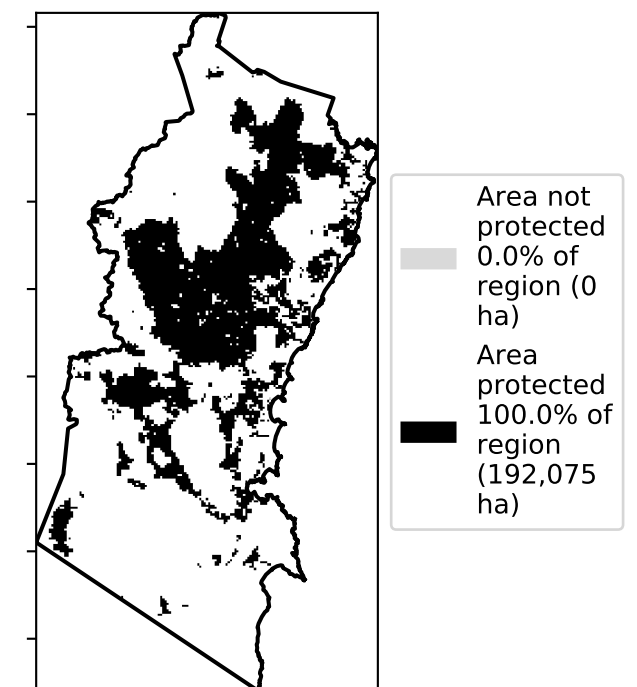 Area not
protected
0.0% of
region (0
ha)
Area
protected
100.0% of
region
(192,075
ha)